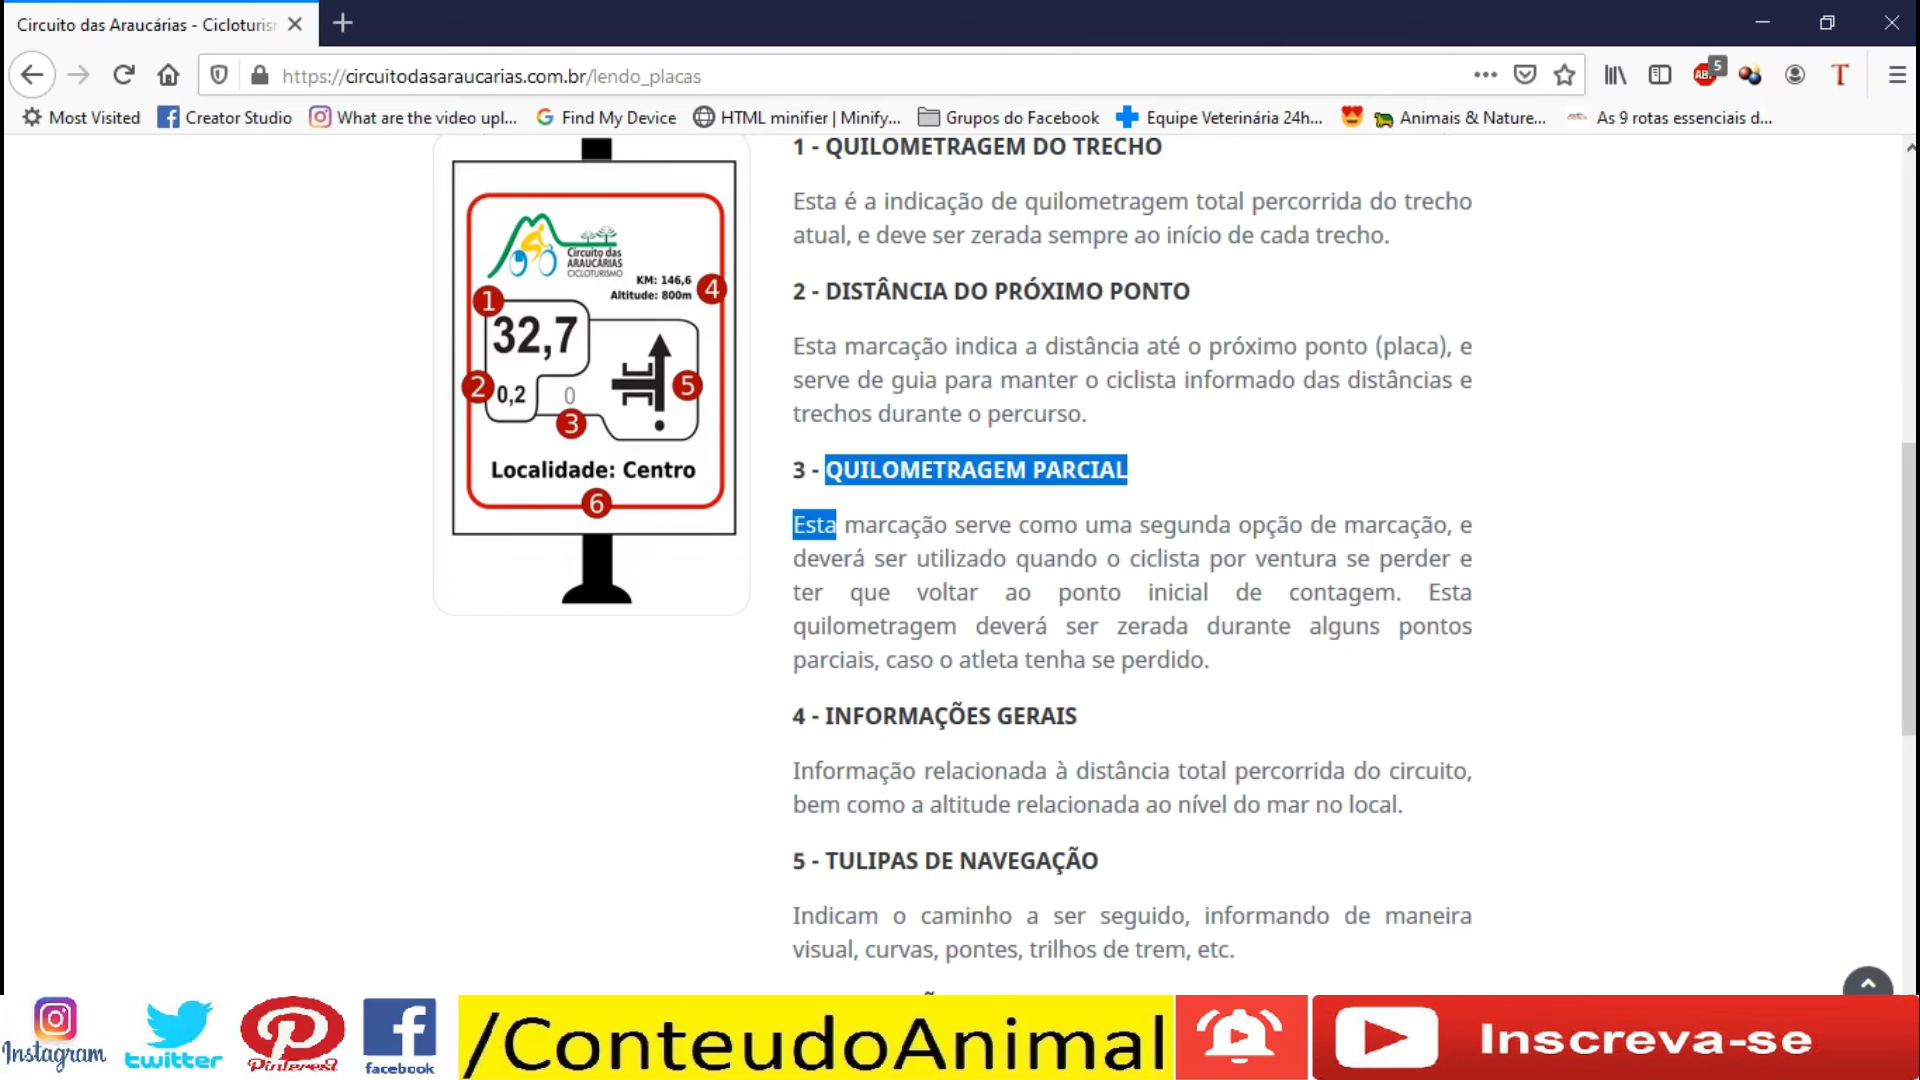 Circuito das Araucárias - Cicloturis
https://circuitodasaraucarias.com.br/lendo_placas
ABP
5
T
Most Visited
Creator Studio
What are the video upl...
Find My Device
HTML minifier | Minify...
Grupos do Facebook
Equipe Veterinária 24h...
Animais & Nature...
As 9 rotas essenciais d...
Circuito das
ARAUCÁRIAS
CICLOTURISMO
KM: 146,6
Altitude: 800m
4
1
32,7
2
0,2
0
5
3
Localidade: Centro
6
1 - QUILOMETRAGEM DO TRECHO
Esta é a indicação de quilometragem total percorrida do trecho
atual, e deve ser zerada sempre ao início de cada trecho.
2 - DISTÂNCIA DO PRÓXIMO PONTO
Esta marcação indica a distância até o próximo ponto (placa), e
serve de guia para manter o ciclista informado das distâncias e
trechos durante o percurso.
3 - QUILOMETRAGEM PARCIAL
Esta marcação serve como uma segunda opção de marcação, e
deverá ser utilizado quando o ciclista por ventura se perder e
ter que voltar ao ponto inicial de contagem. Esta
quilometragem deverá ser zerada durante alguns pontos
parciais, caso o atleta tenha se perdido.
4 - INFORMAÇÕES GERAIS
Informação relacionada à distância total percorrida do circuito,
bem como a altitude relacionada ao nível do mar no local.
5 - TULIPAS DE NAVEGAÇÃO
Indicam o caminho a ser seguido, informando de maneira
visual, curvas, pontes, trilhos de trem, etc.
Instagram
twitter
Pinterest
facebook
/ConteudoAnimal
Inscreva-se